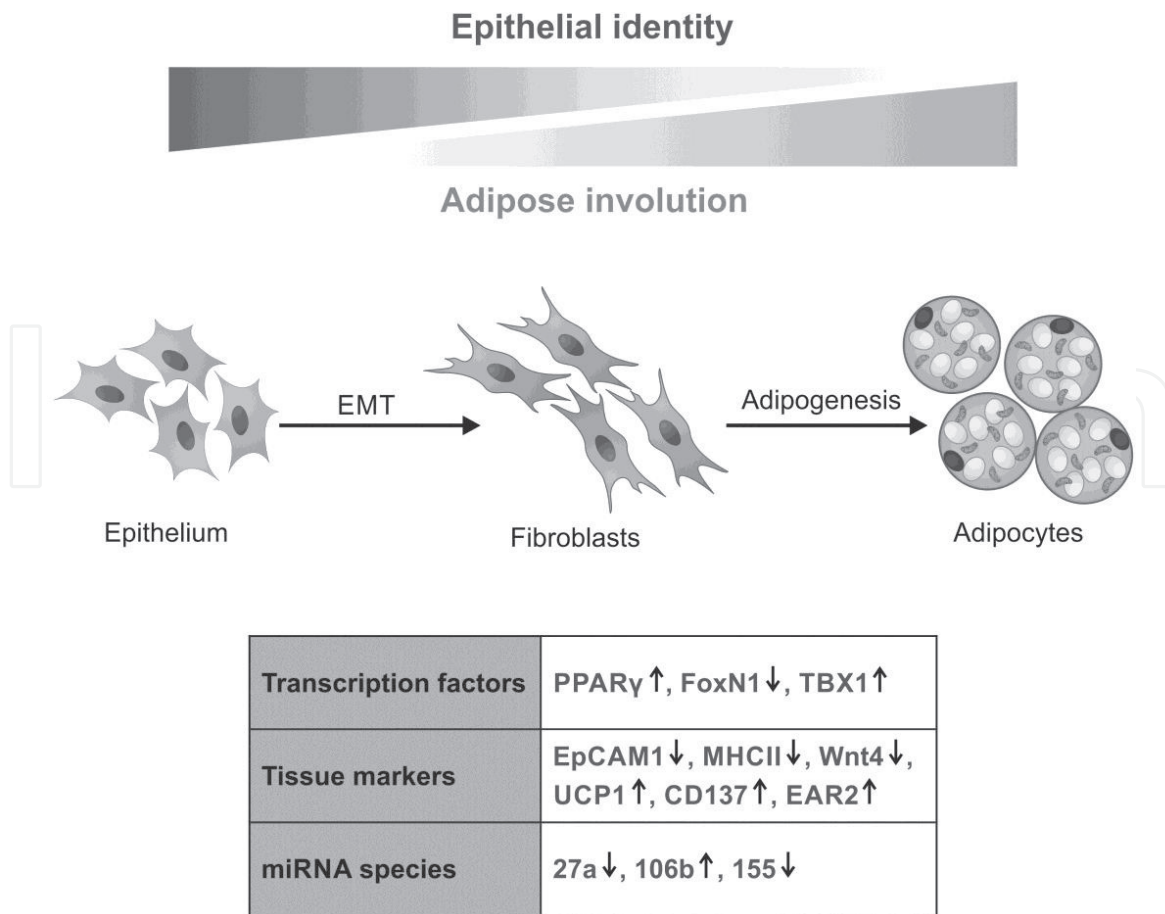 Epithelial identity
Adipose involution
EMT
Adipogenesis
Epithelium
Fibroblasts
Adipocytes
Transcription factors
PPARγ↑, FoxN1↓, TBX1↑
Tissue markers
EpCAM1↓, MHCII↓, Wnt4↓,
UCP1↑, CD137↑, EAR2↑
miRNA species
27a↓, 106b↑, 155↓